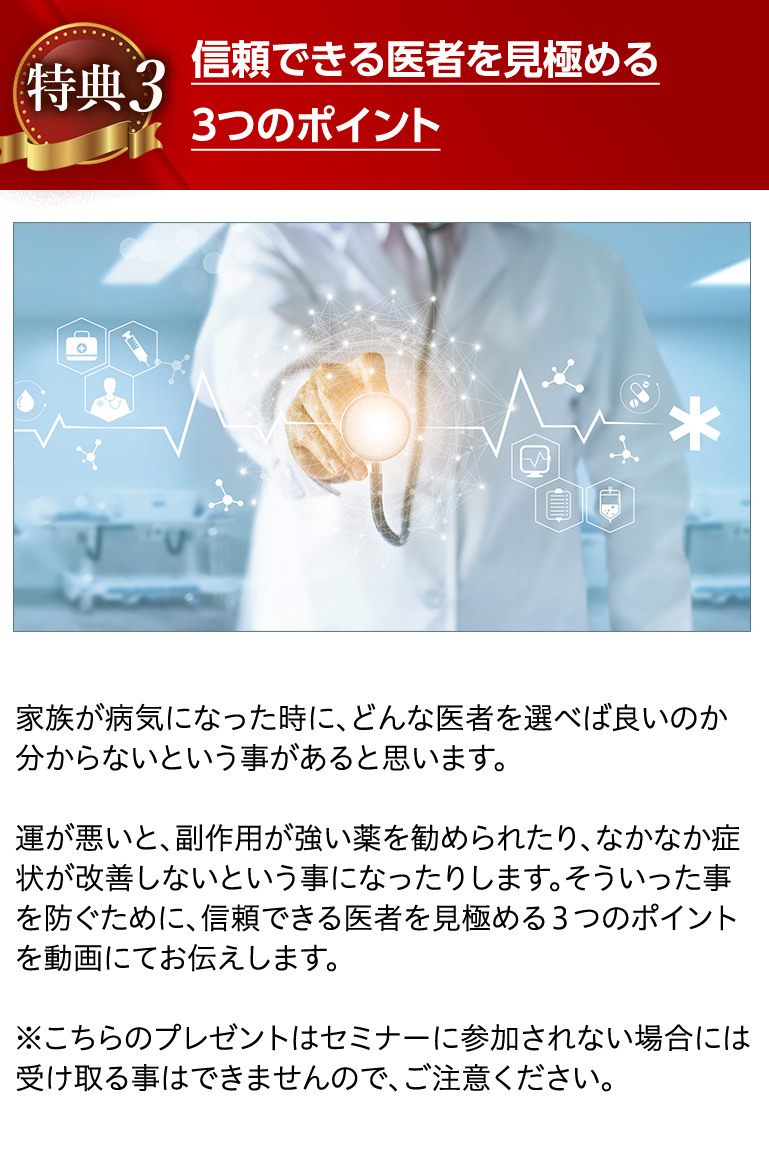 特典3
信頼できる医者を見極める
3つのポイント
家族が病気になった時に、どんな医者を選べば良いのか
分からないという事があると思います。
運が悪いと、副作用が強い薬を勧められたり、なかなか症
状が改善しないという事になったりします。そういった事
を防ぐために、信頼できる医者を見極める３つのポイント
を動画にてお伝えします。
※こちらのプレゼントはセミナーに参加されない場合には
受け取る事はできませんので、ご注意ください。